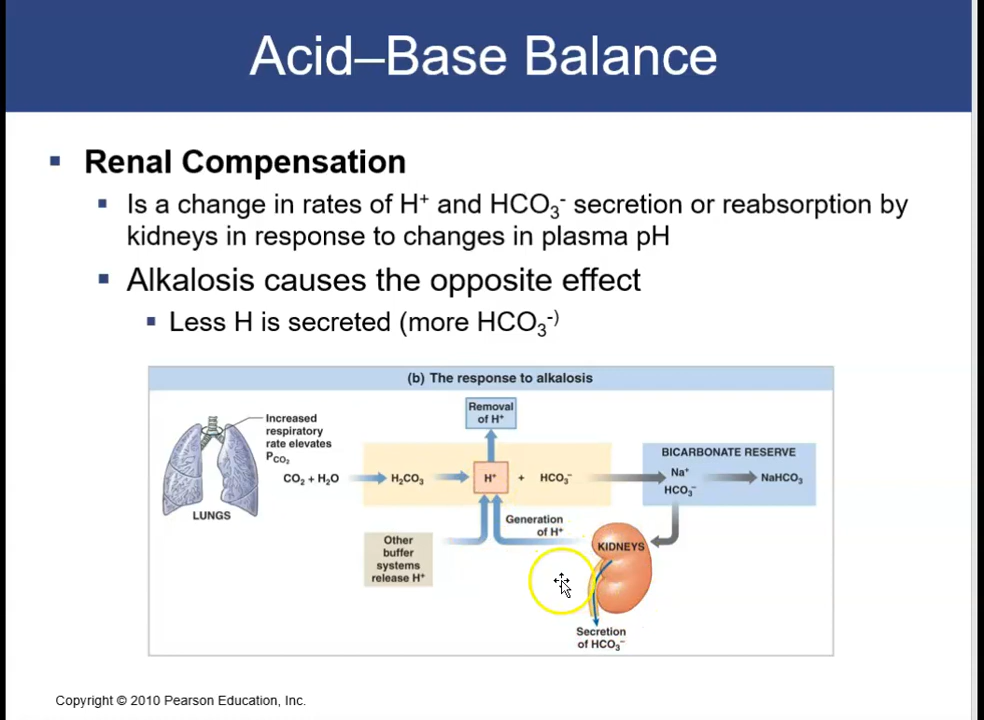 Acid–Base Balance
Renal Compensation
Is a change in rates of H⁺ and HCO₃⁻ secretion or reabsorption by
kidneys in response to changes in plasma pH
Alkalosis causes the opposite effect
Less H is secreted (more HCO₃⁻⁾
(b) The response to alkalosis
Increased
respiratory
rate elevates
P_CO₂
LUNGS
CO₂ + H₂O
H₂CO₃
Removal
of H⁺
H⁺ + HCO₃⁻
BICARBONATE RESERVE
Na⁺
HCO₃⁻
NaHCO₃
Other
buffer
systems
release H⁺
Generation
of H⁺
KIDNEYS
Secretion
of HCO₃⁻
Copyright © 2010 Pearson Education, Inc.